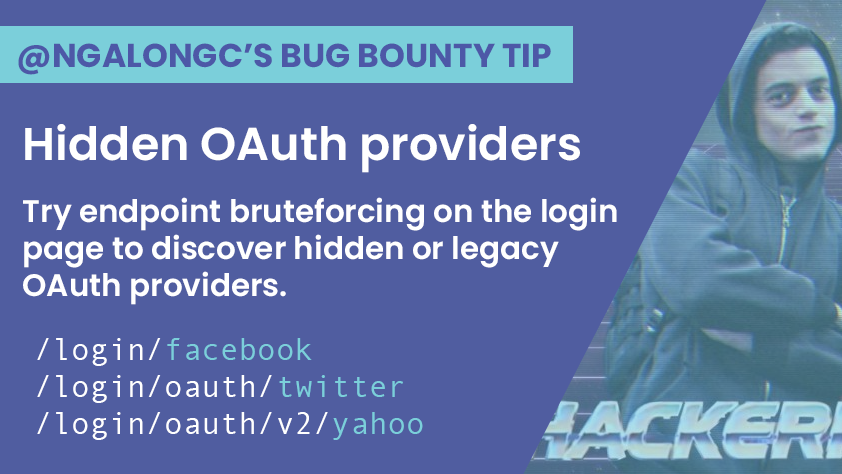 @NGALONGC'S BUG BOUNTY TIP
Hidden OAuth providers
Try endpoint bruteforcing on the login
page to discover hidden or legacy
OAuth providers.
/login/facebook
/login/oauth/twitter
/login/oauth/v2/yahoo
HACKER